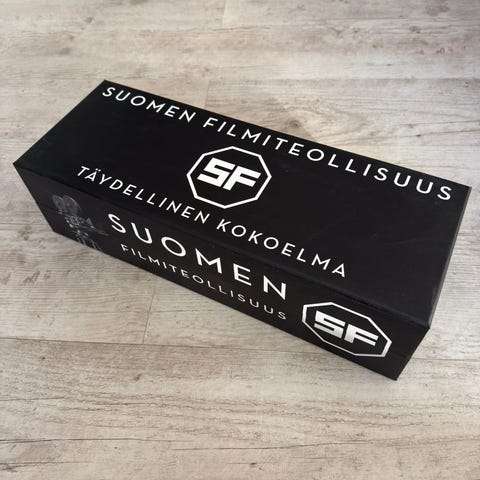 SUOMEN FILMITEOLLISUUS
SF
TÄYDELLINEN KOKOELMA
SUOMEN
FILMITEOLLISUUS
SF